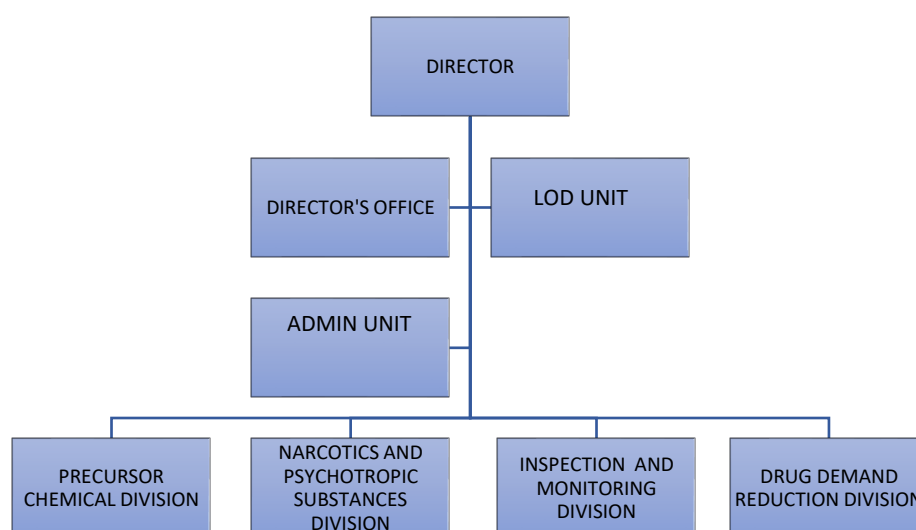 DIRECTOR
DIRECTOR'S OFFICE
LOD UNIT
ADMIN UNIT
PRECURSOR
CHEMICAL DIVISION
NARCOTICS AND
PSYCHOTROPIC
SUBSTANCES
DIVISION
INSPECTION AND
MONITORING
DIVISION
DRUG DEMAND
REDUCTION DIVISION